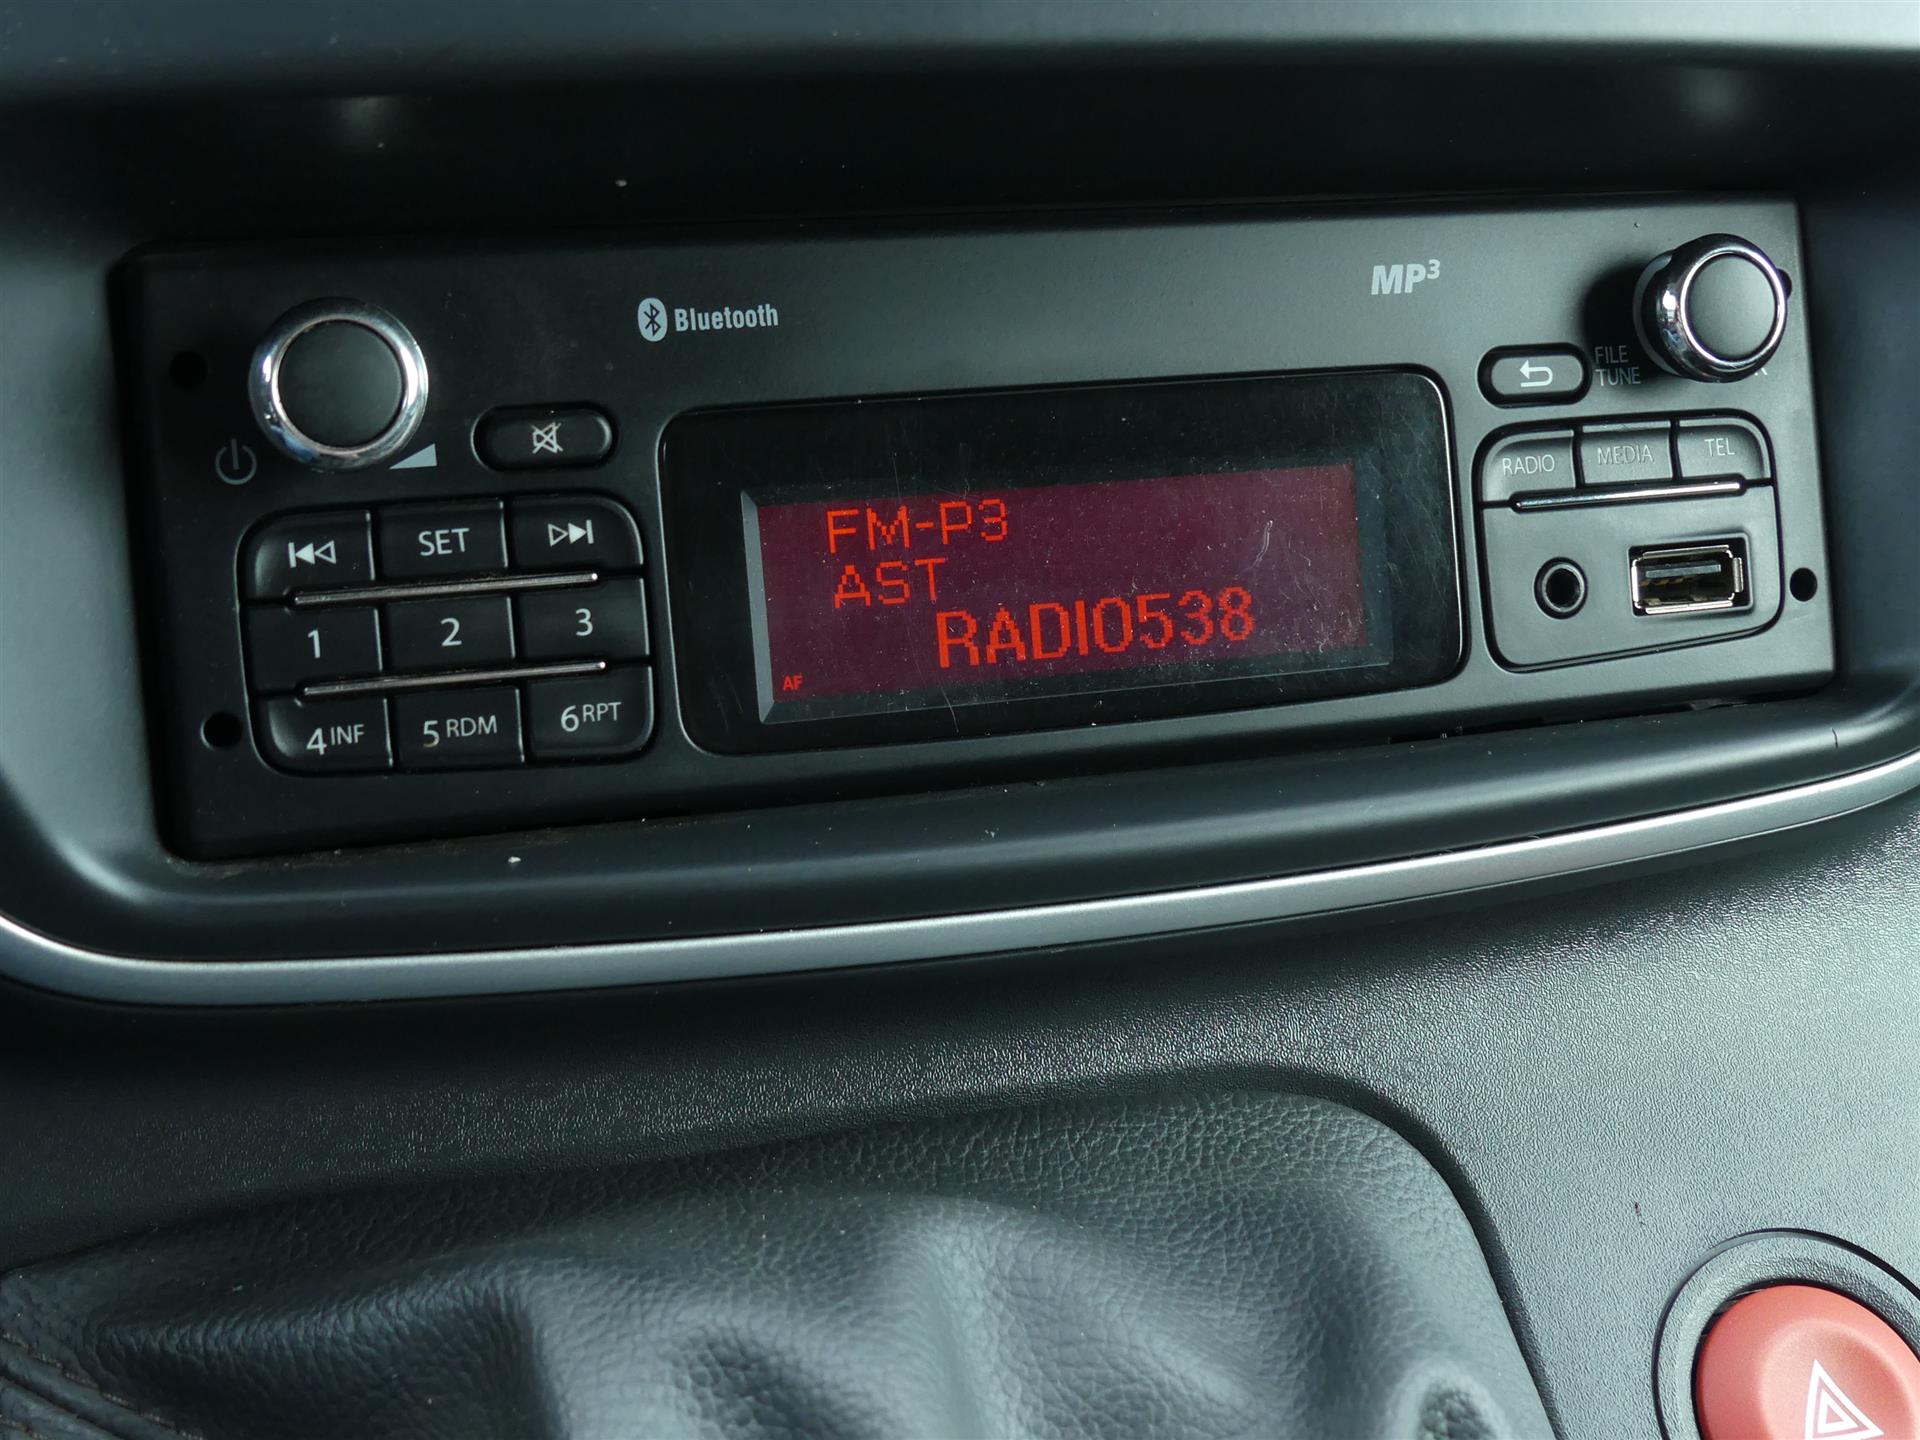 Bluetooth
MP3
FILE
TUNE
SET
1 2 3
4 INF 5 RDM 6 RPT
FM-P3
AST
RADIO538
AF
RADIO MEDIA TEL